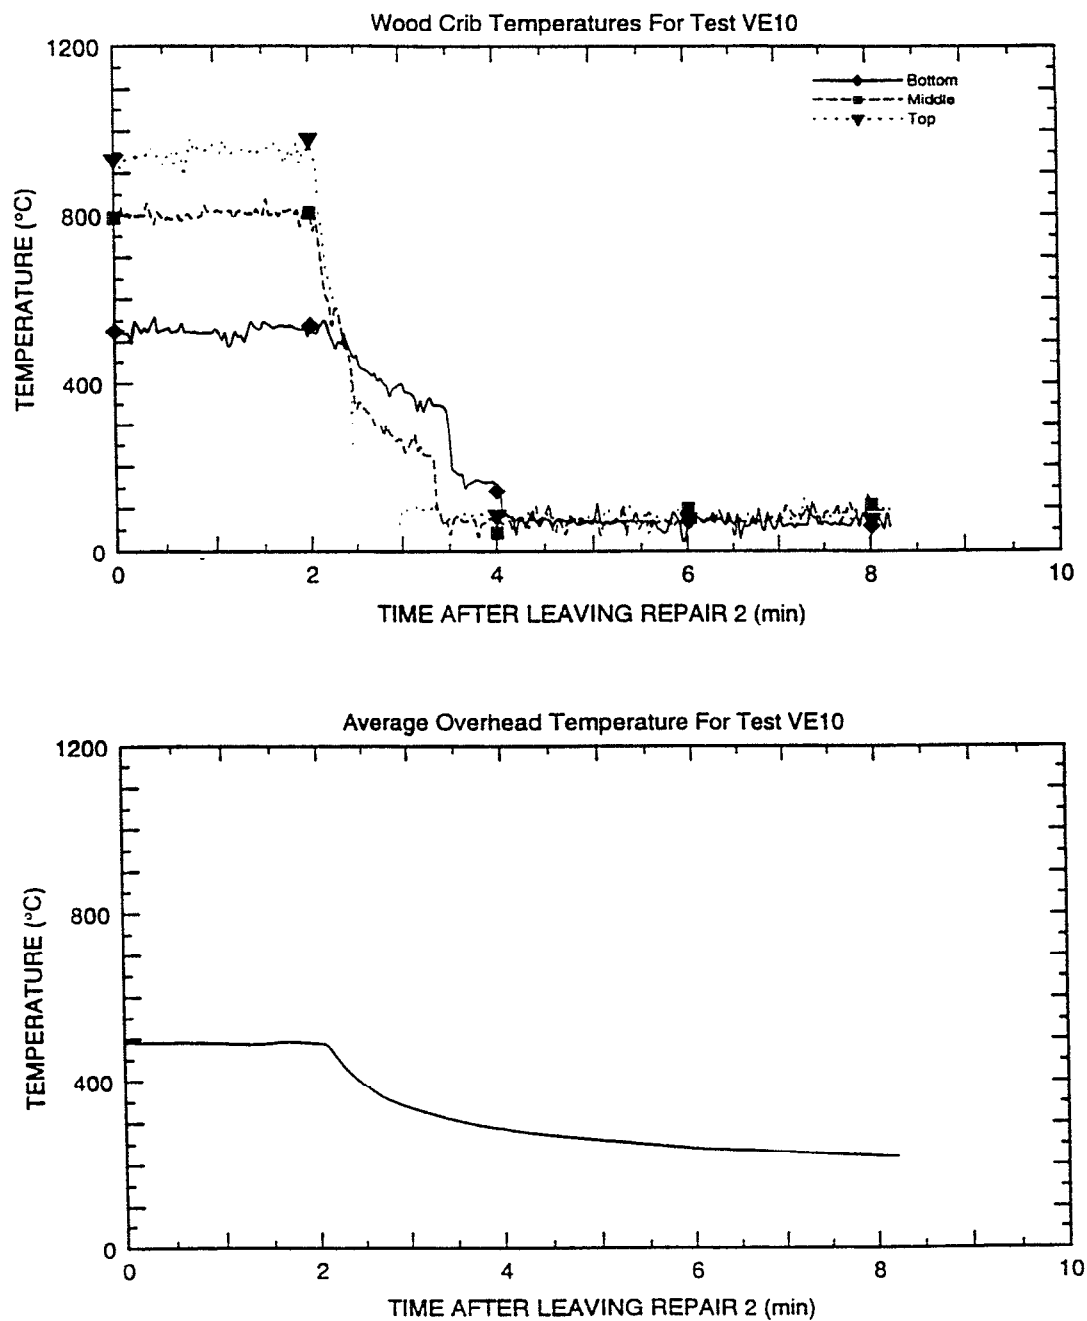 Wood Crib Temperatures For Test VE10
1200
Bottom
Middle
Top
800
400
0
TEMPERATURE (°C)
0 2 4 6 8 10
TIME AFTER LEAVING REPAIR 2 (min)
Average Overhead Temperature For Test VE10
1200
800
400
0
TEMPERATURE (°C)
0 2 4 6 8 10
TIME AFTER LEAVING REPAIR 2 (min)